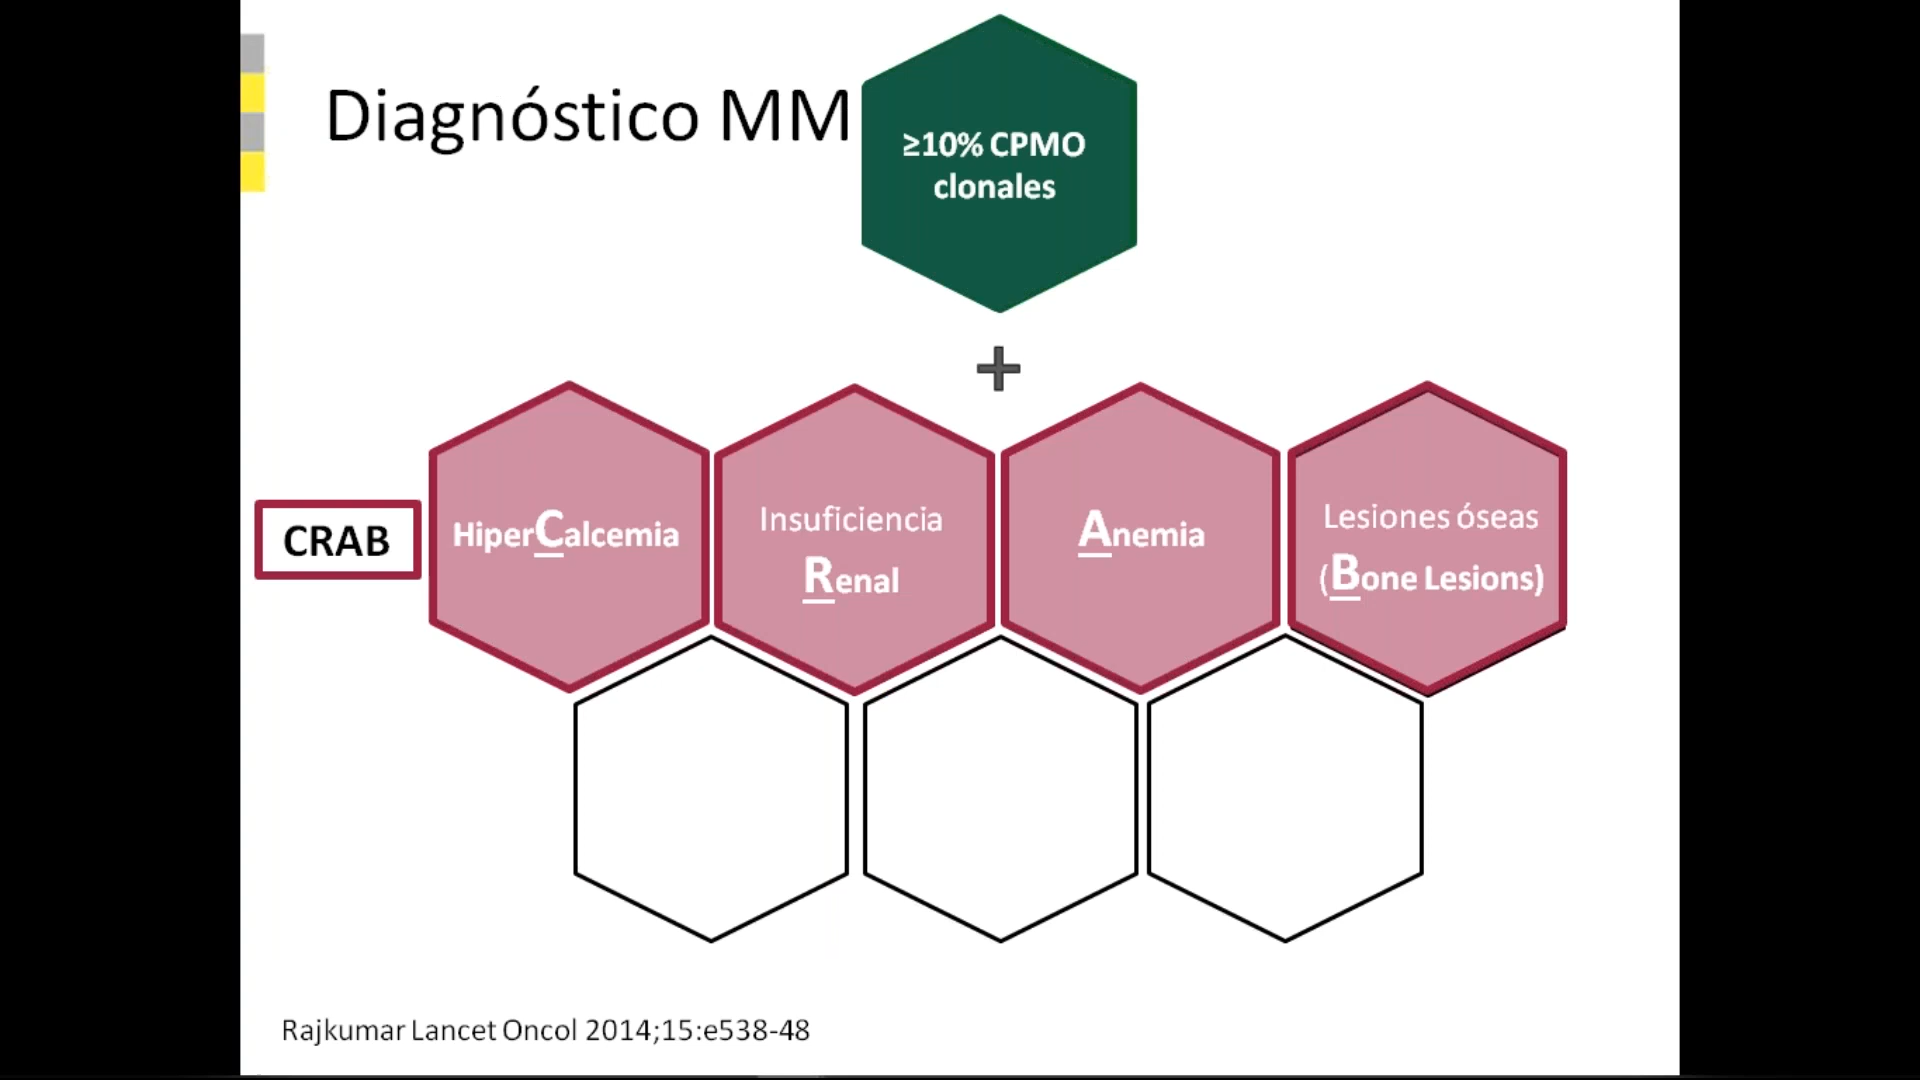 Diagnóstico MM
≥10% CPMO
clonales
+
CRAB
HiperCalcemia
Insuficiencia
Renal
Anemia
Lesiones óseas
(Bone Lesions)
Rajkumar Lancet Oncol 2014;15:e538-48